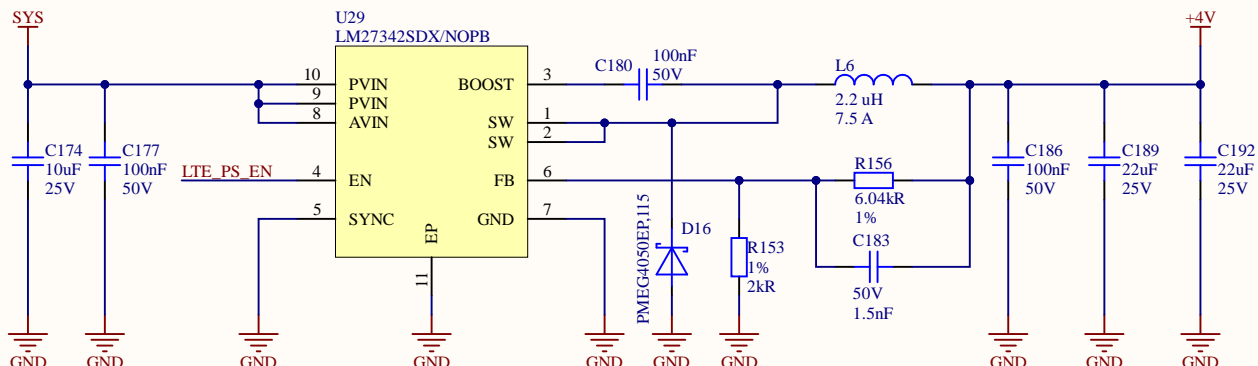 SYS
U29
LM27342SDX/NOPB
+4V
10 PVIN
9 PVIN
8 AVIN
4 EN
5 SYNC
EP
11
BOOST 3
SW 1
SW 2
FB 6
GND 7
LTE_PS_EN
C174
10uF
25V
C177
100nF
50V
C180
100nF
50V
L6
2.2 uH
7.5 A
R156
6.04kR
1%
C183
50V
1.5nF
D16
PMEG4050EP,115
R153
1%
2kR
C186
100nF
50V
C189
22uF
25V
C192
22uF
25V
GND
GND
GND
GND
GND
GND
GND
GND
GND
GND